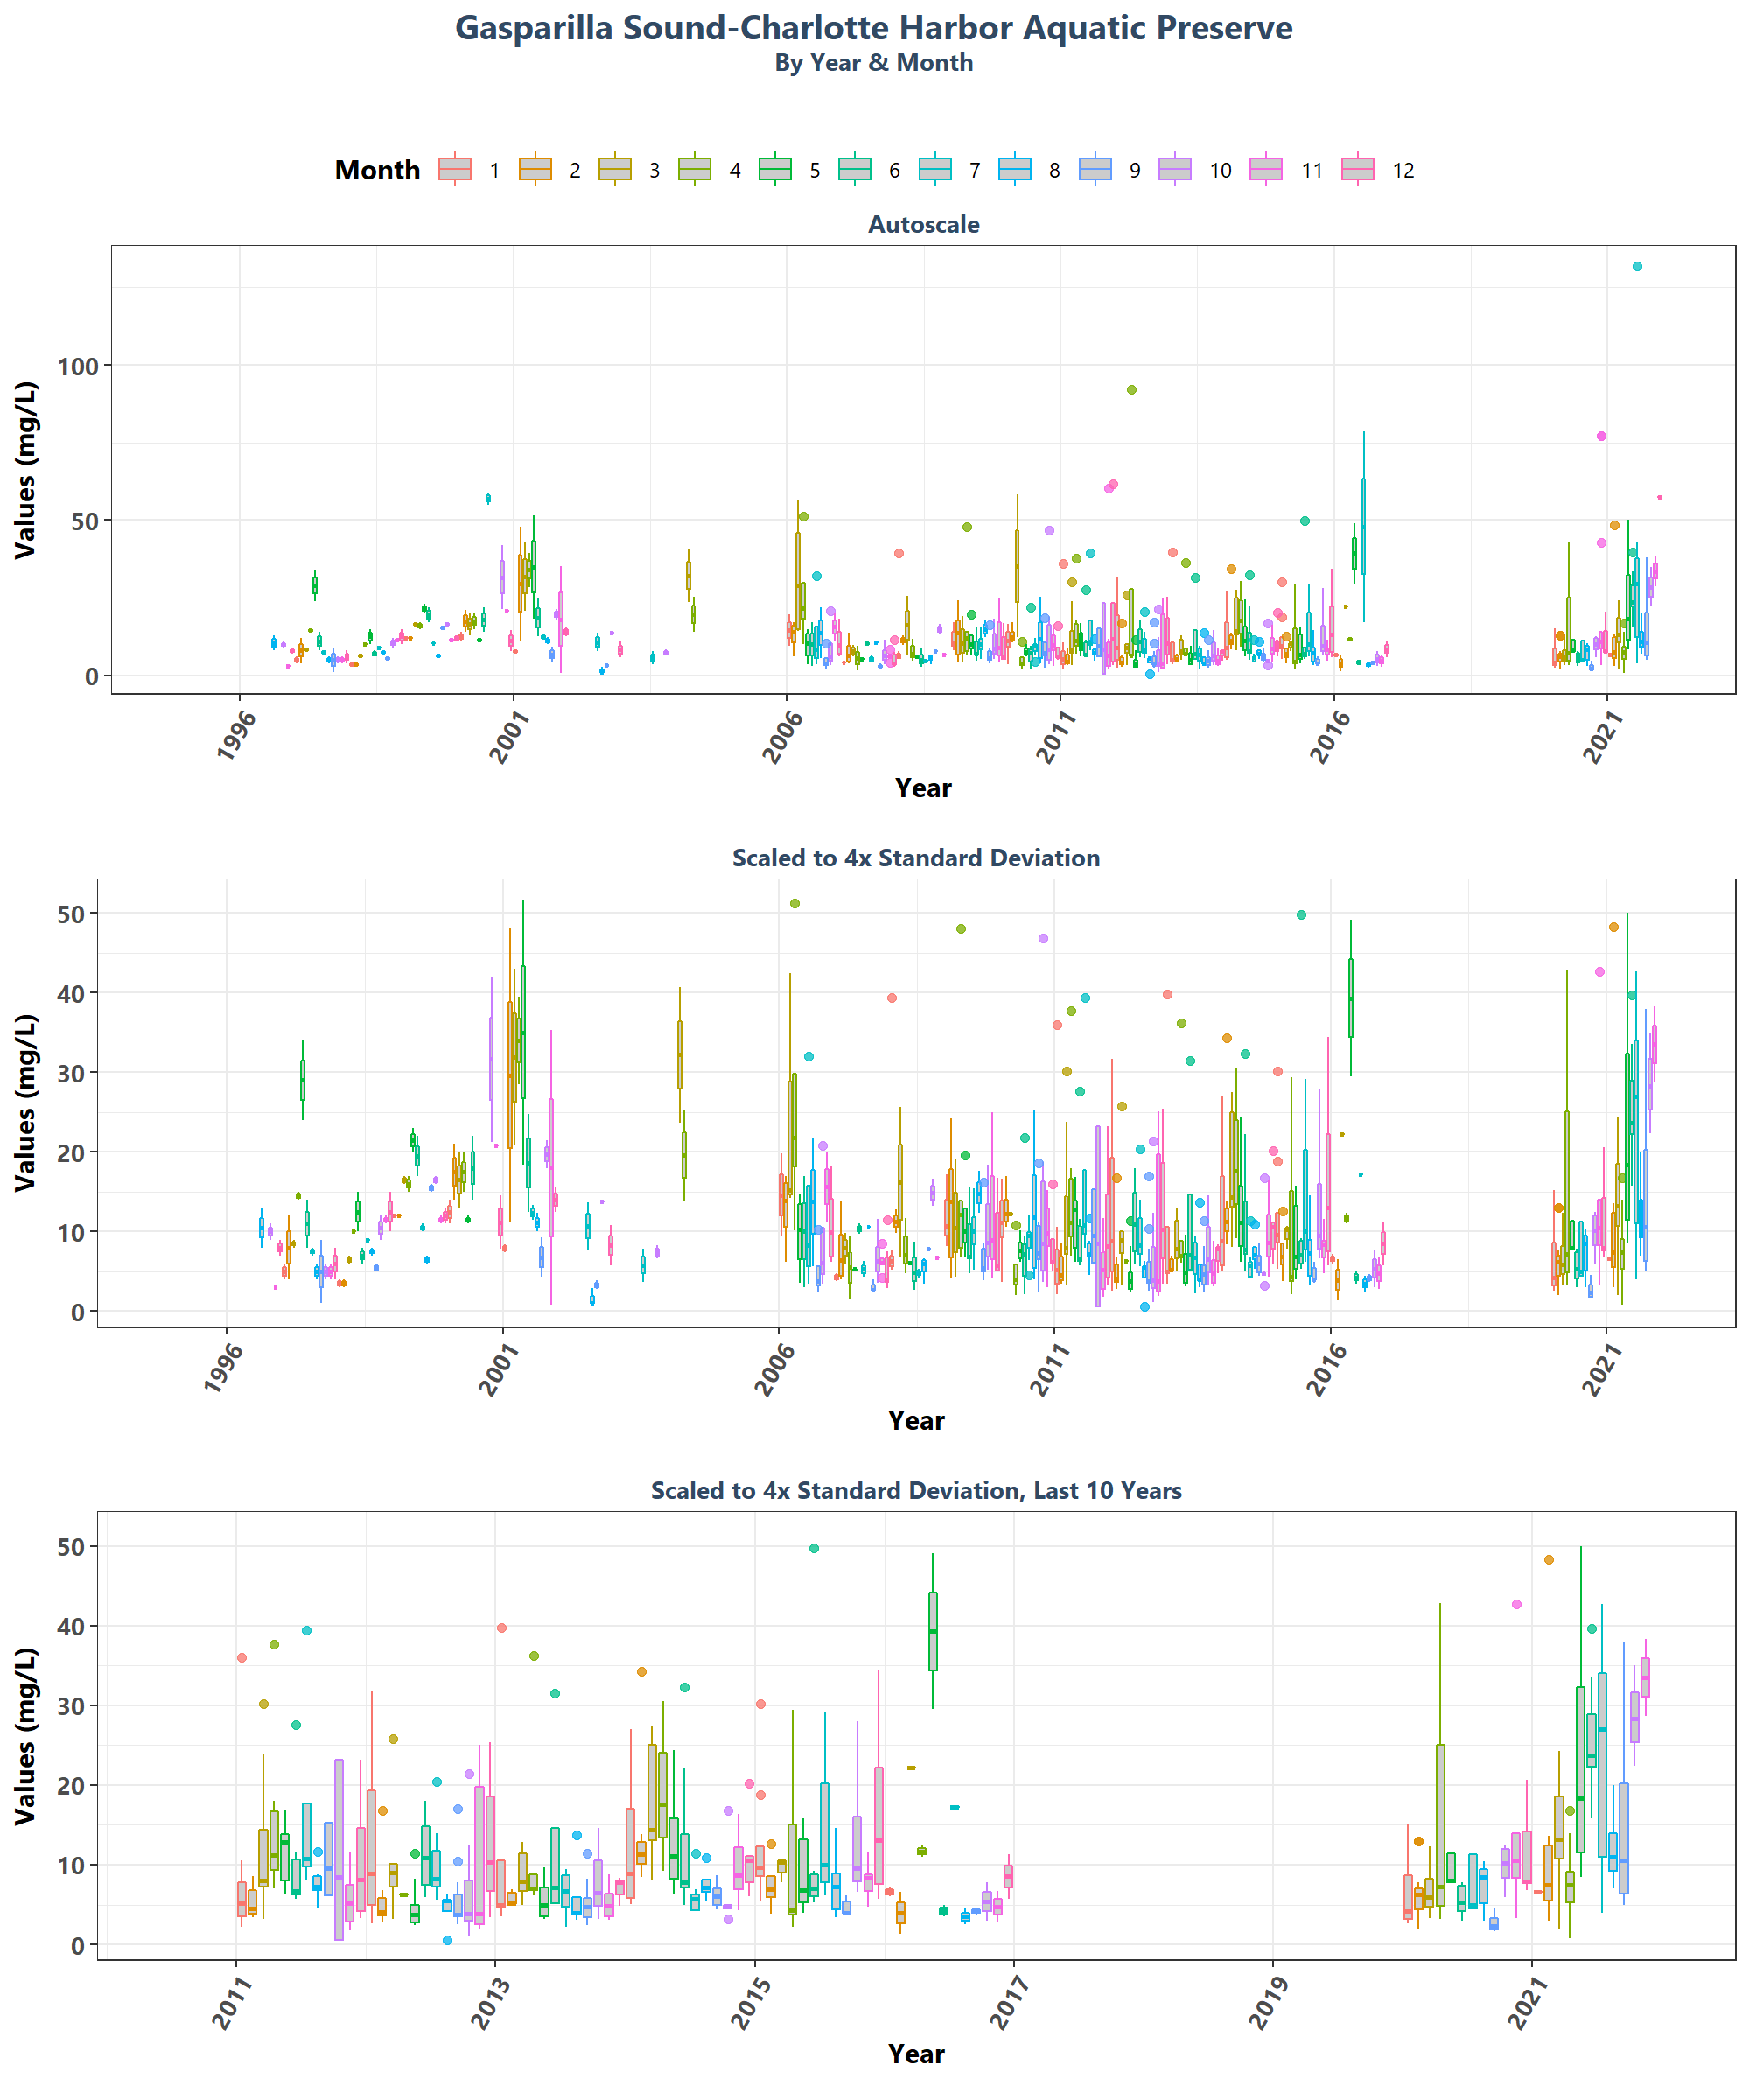 Gasparilla Sound-Charlotte Harbor Aquatic Preserve
By Year & Month
Month 1 2 3 4 5 6 7 8 9 10 11 12
Autoscale
Values (mg/L)
100
50
0
1996 2001 2006 2011 2016 2021
Year
Scaled to 4x Standard Deviation
Values (mg/L)
50
40
30
20
10
0
1996 2001 2006 2011 2016 2021
Year
Scaled to 4x Standard Deviation, Last 10 Years
Values (mg/L)
50
40
30
20
10
0
2011 2013 2015 2017 2019 2021
Year